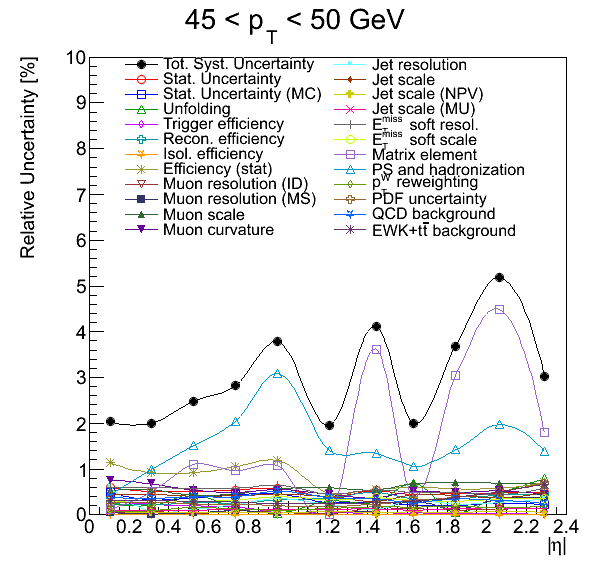 45 < p_T < 50 GeV
Relative Uncertainty [%]
10
9
8
7
6
5
4
3
2
1
0
Tot. Syst. Uncertainty
Stat. Uncertainty
Stat. Uncertainty (MC)
Unfolding
Trigger efficiency
Recon. efficiency
Isol. efficiency
Efficiency (stat)
Muon resolution (ID)
Muon resolution (MS)
Muon scale
Muon curvature
Jet resolution
Jet scale
Jet scale (NPV)
Jet scale (MU)
E_T^miss soft resol.
E_T^miss soft scale
Matrix element
PS and hadronization
p_T^W reweighting
PDF uncertainty
QCD background
EWK+tt̄ background
0 0.2 0.4 0.6 0.8 1 1.2 1.4 1.6 1.8 2 2.2 2.4
|η|